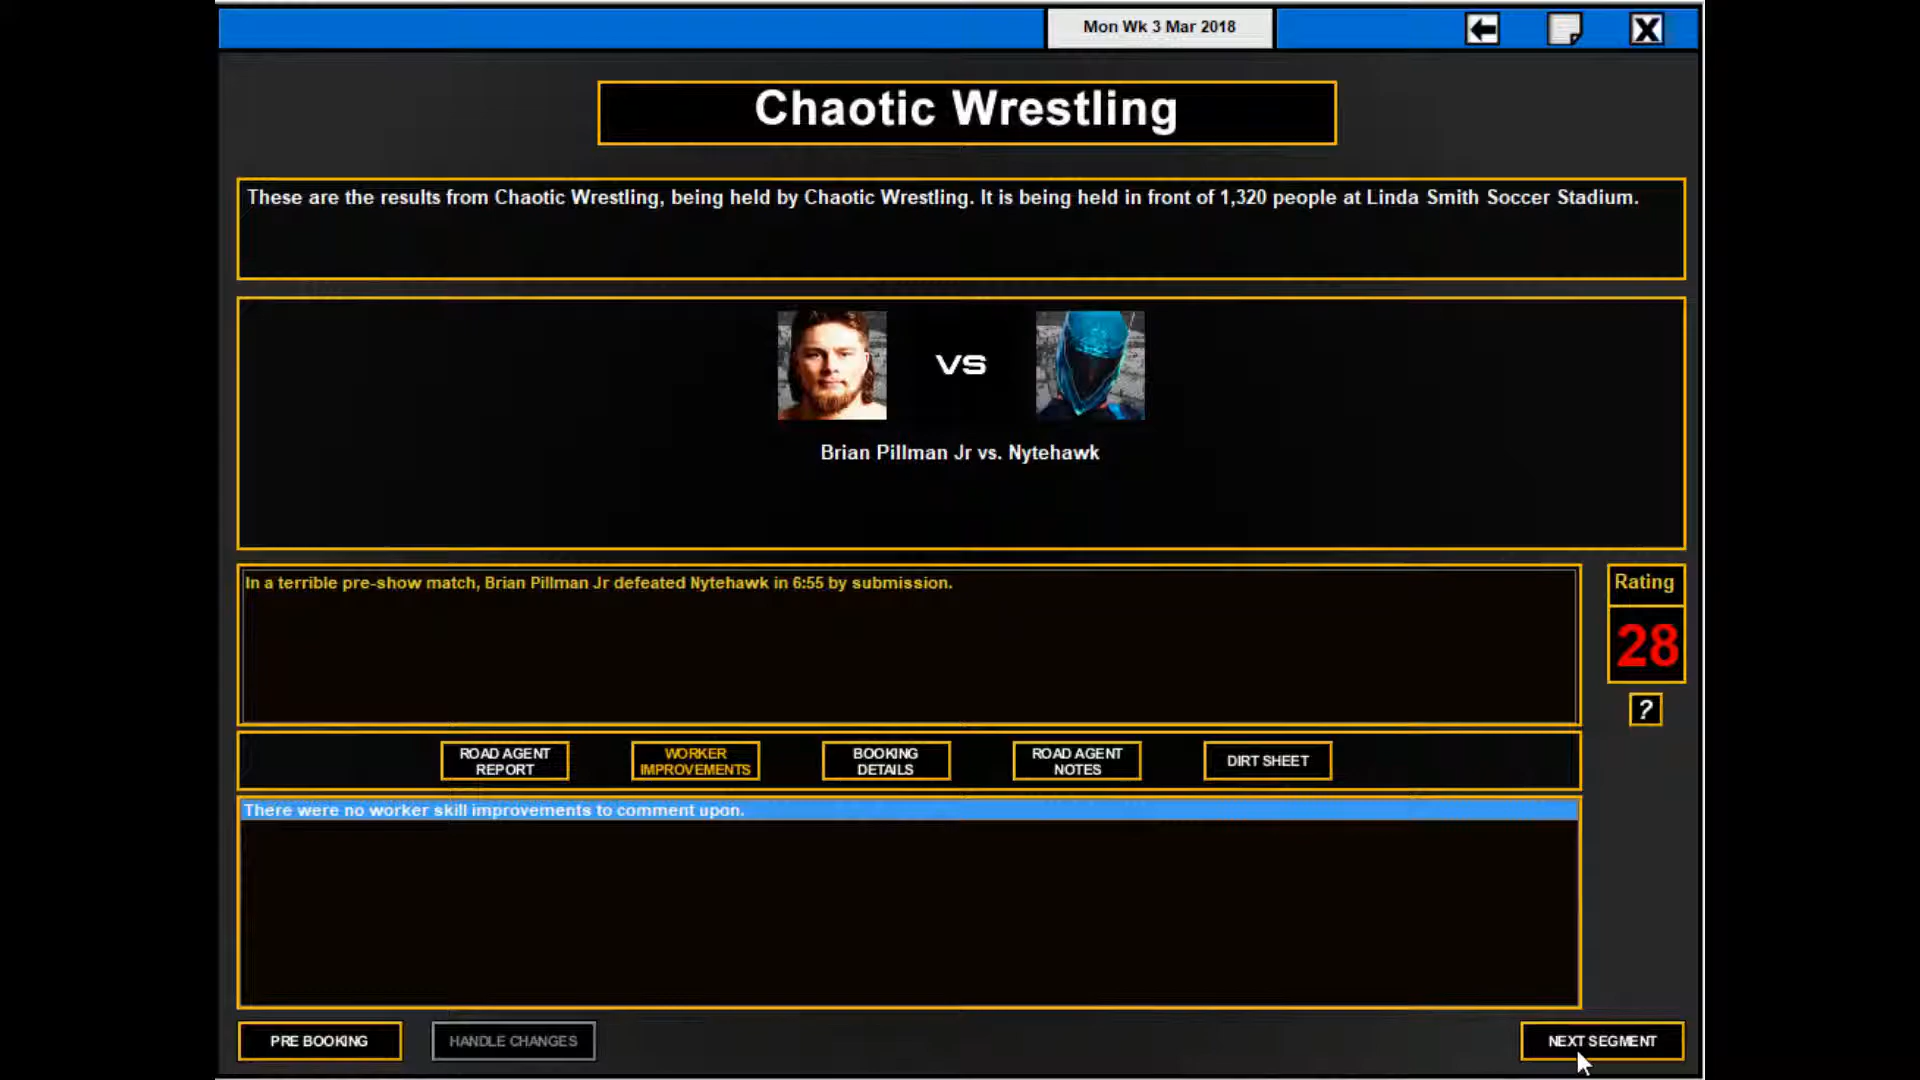 Mon Wk 3 Mar 2018
X
Chaotic Wrestling
These are the results from Chaotic Wrestling, being held by Chaotic Wrestling. It is being held in front of 1,320 people at Linda Smith Soccer Stadium.
VS
Brian Pillman Jr vs. Nytehawk
In a terrible pre-show match, Brian Pillman Jr defeated Nytehawk in 6:55 by submission.
Rating
28
?
ROAD AGENT
REPORT
WORKER
IMPROVEMENTS
BOOKING
DETAILS
ROAD AGENT
NOTES
DIRT SHEET
There were no worker skill improvements to comment upon.
PRE BOOKING
HANDLE CHANGES
NEXT SEGMENT